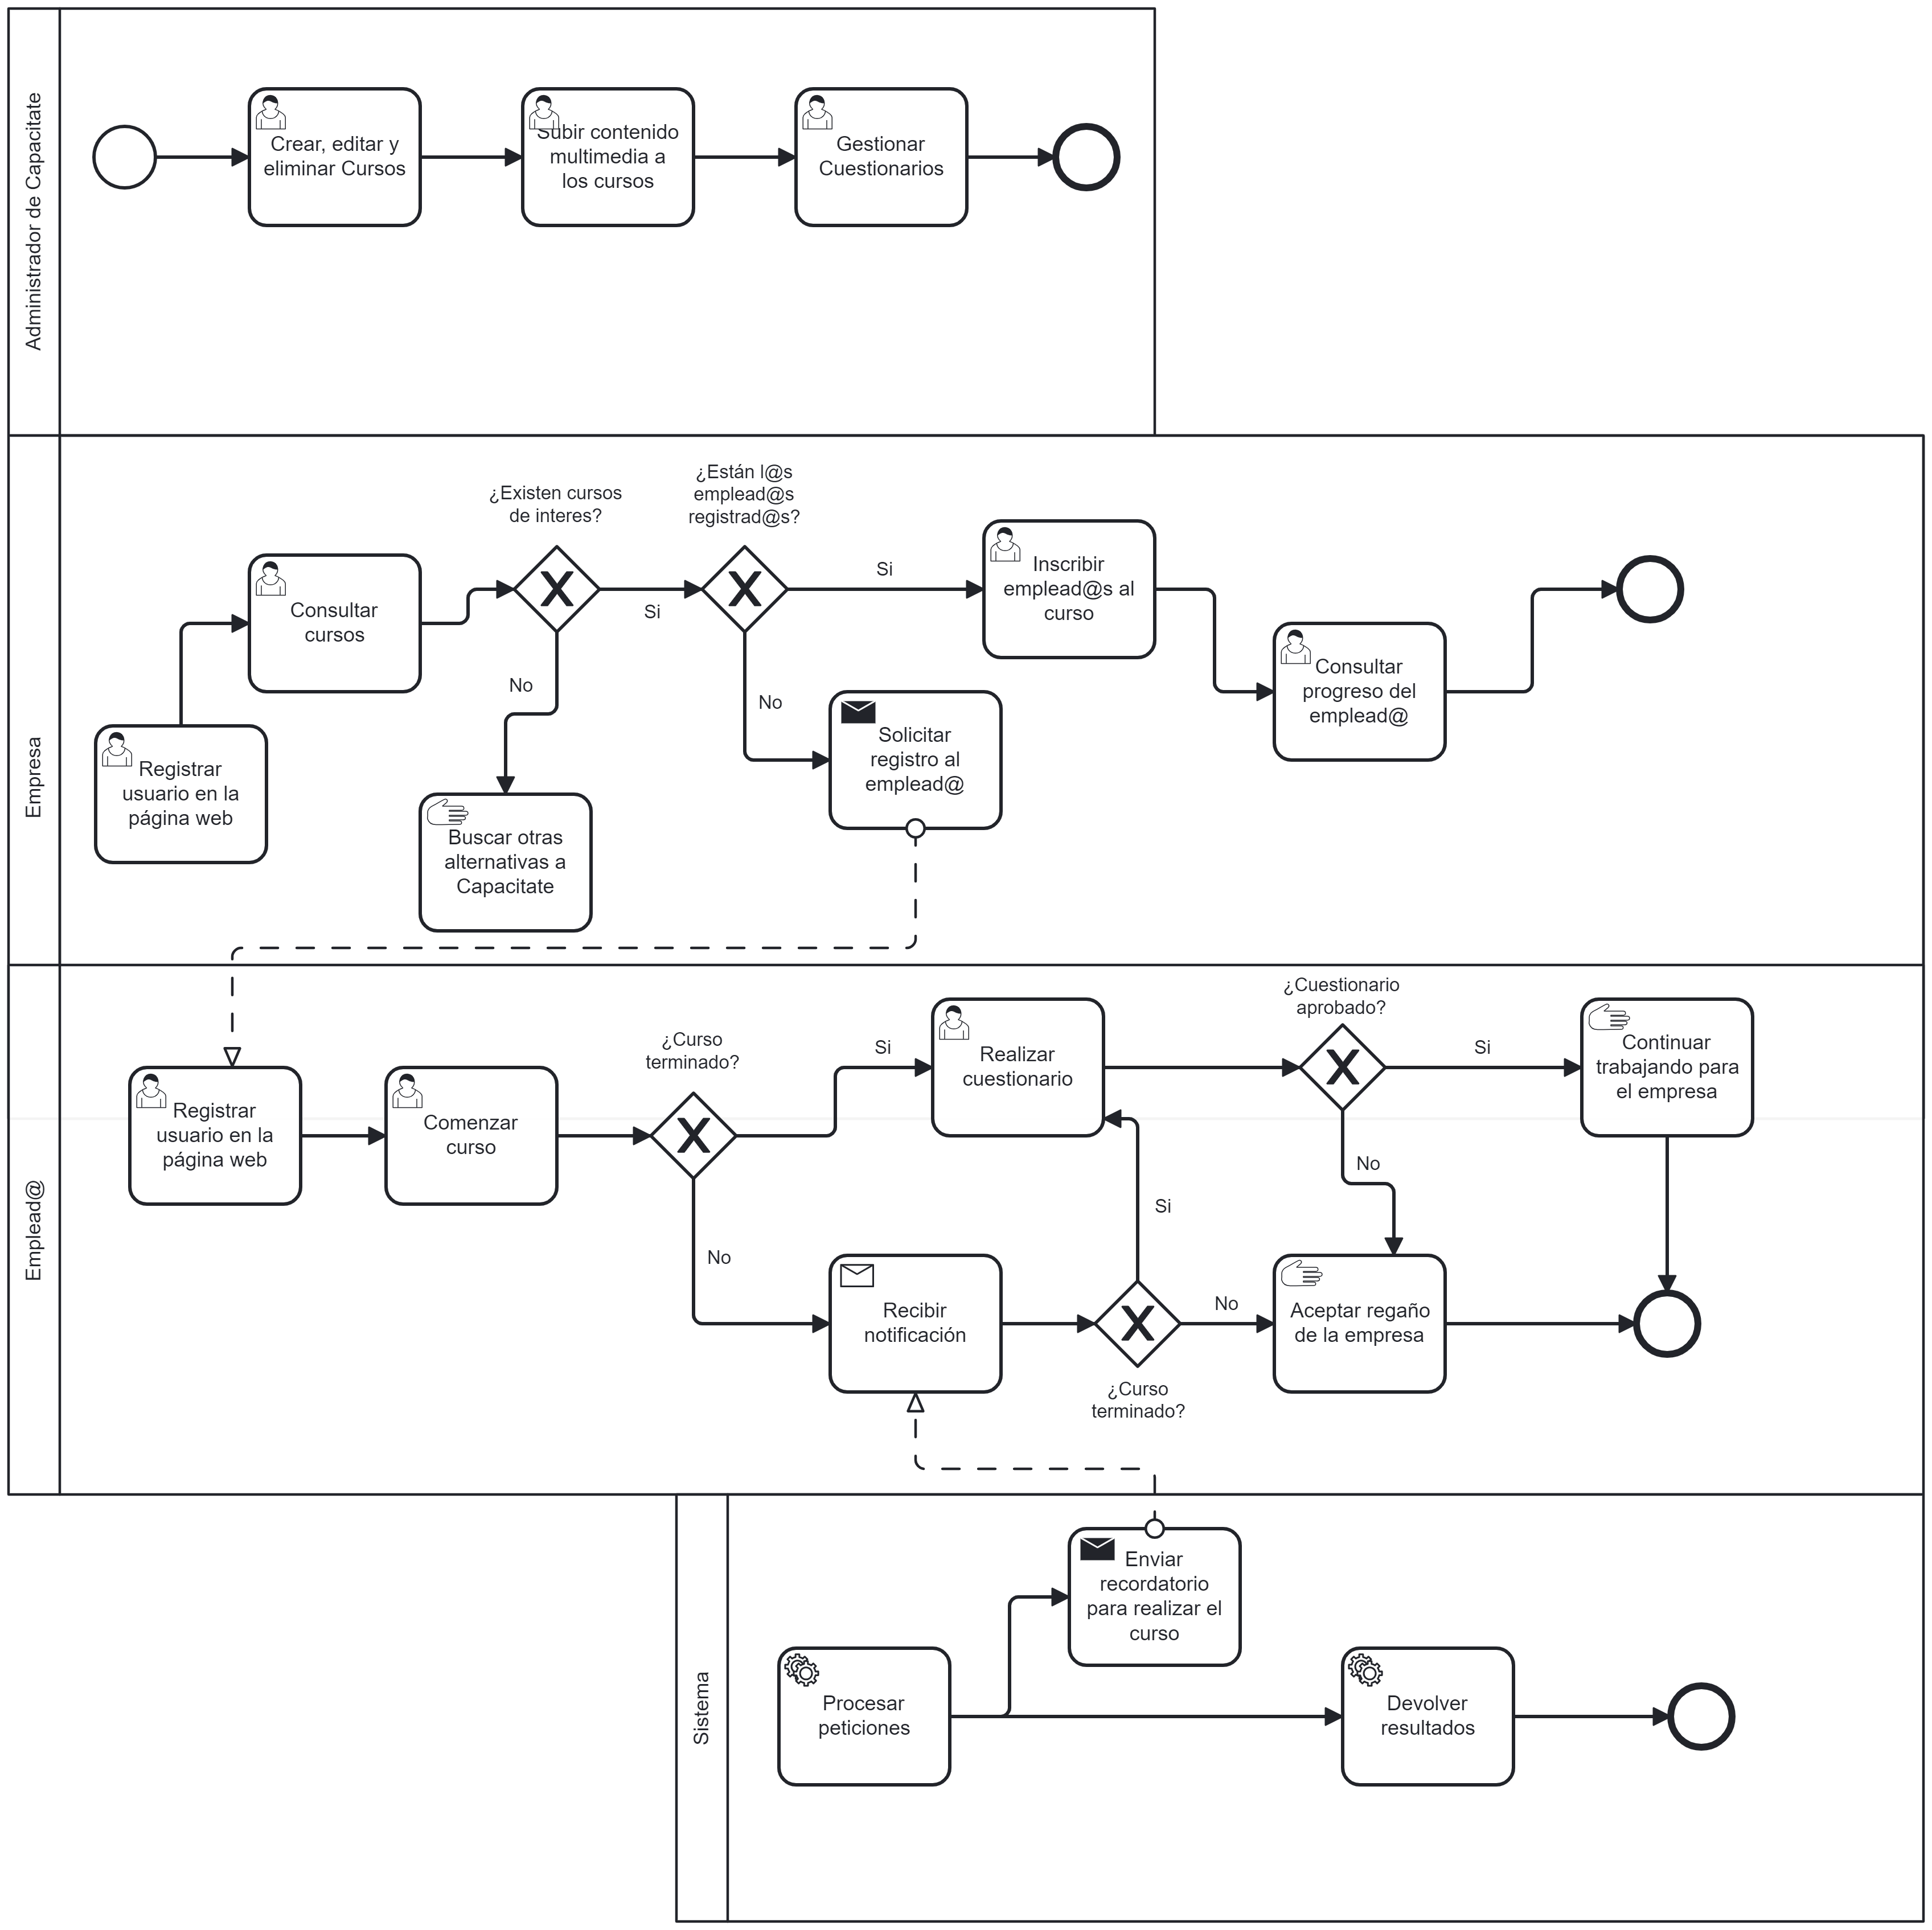 Administrador de Capacitate
Crear, editar y
eliminar Cursos
Subir contenido
multimedia a
los cursos
Gestionar
Cuestionarios
Empresa
Registrar
usuario en la
página web
Consultar
cursos
¿Existen cursos
de interes?
Si
No
Buscar otras
alternativas a
Capacitate
¿Están l@s
emplead@s
registrad@s?
Si
No
Solicitar
registro al
emplead@
Inscribir
emplead@s al
curso
Consultar
progreso del
emplead@
Emplead@
Registrar
usuario en la
página web
Comenzar
curso
¿Curso
terminado?
Si
No
Realizar
cuestionario
Recibir
notificación
¿Curso
terminado?
Si
No
¿Cuestionario
aprobado?
Si
No
Continuar
trabajando para
el empresa
Aceptar regaño
de la empresa
Sistema
Procesar
peticiones
Enviar
recordatorio
para realizar el
curso
Devolver
resultados